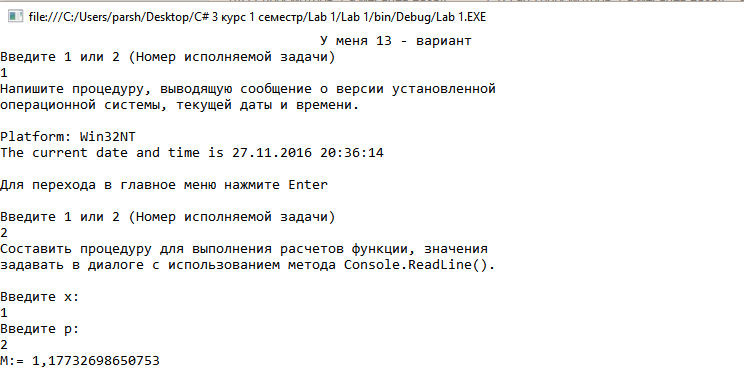 file:///C:/Users/parsh/Desktop/C# 3 курс 1 семестр/Lab 1/Lab 1/bin/Debug/Lab 1.EXE
У меня 13 - вариант
Введите 1 или 2 (Номер исполняемой задачи)
1
Напишите процедуру, выводящую сообщение о версии установленной
операционной системы, текущей даты и времени.
Platform: Win32NT
The current date and time is 27.11.2016 20:36:14
Для перехода в главное меню нажмите Enter
Введите 1 или 2 (Номер исполняемой задачи)
2
Составить процедуру для выполнения расчетов функции, значения
задавать в диалоге с использованием метода Console.ReadLine().
Введите x:
1
Введите p:
2
M:= 1,17732698650753